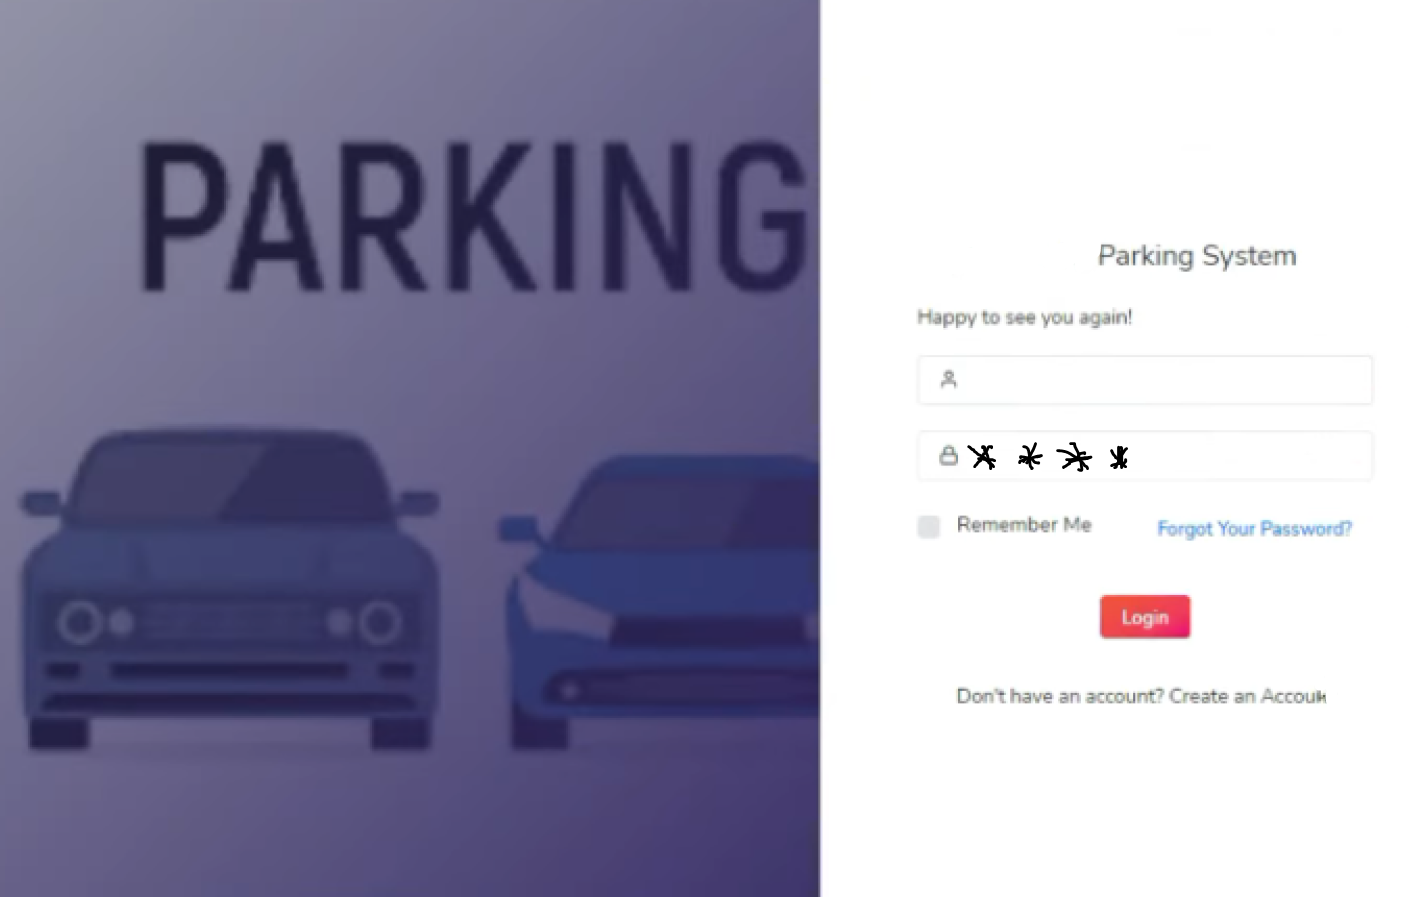 PARKING
Parking System
Happy to see you again!
* * * *
Remember Me
Forgot Your Password?
Login
Don't have an account? Create an